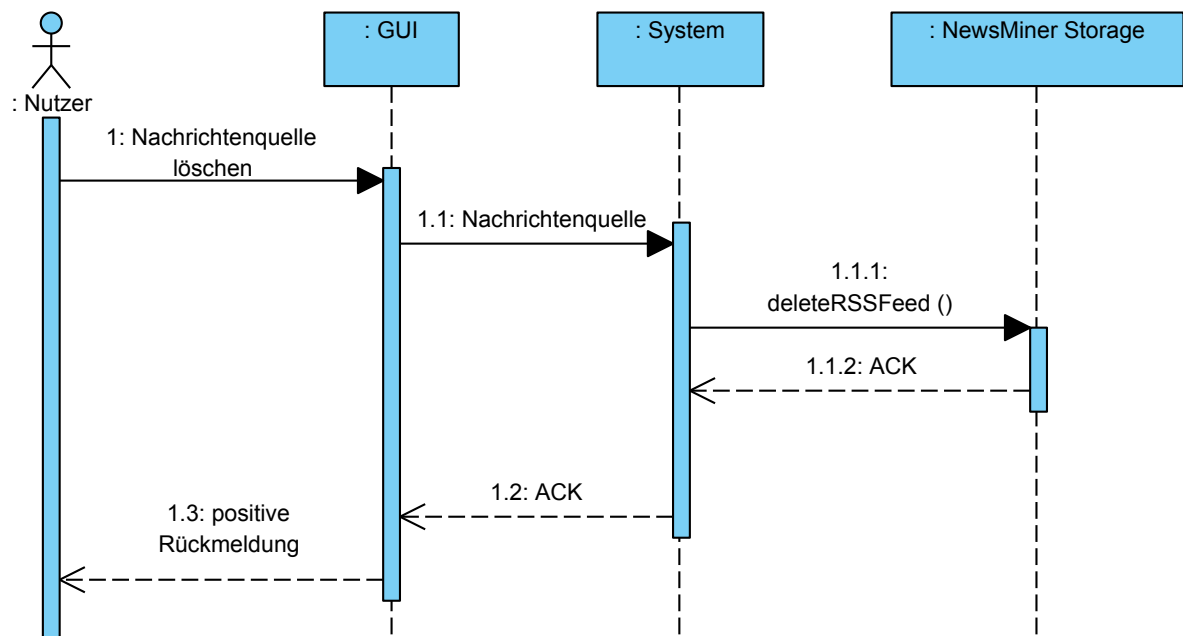 : GUI
: System
: NewsMiner Storage
: Nutzer
1: Nachrichtenquelle
löschen
1.1: Nachrichtenquelle
1.1.1:
deleteRSSFeed ()
1.1.2: ACK
1.2: ACK
1.3: positive
Rückmeldung